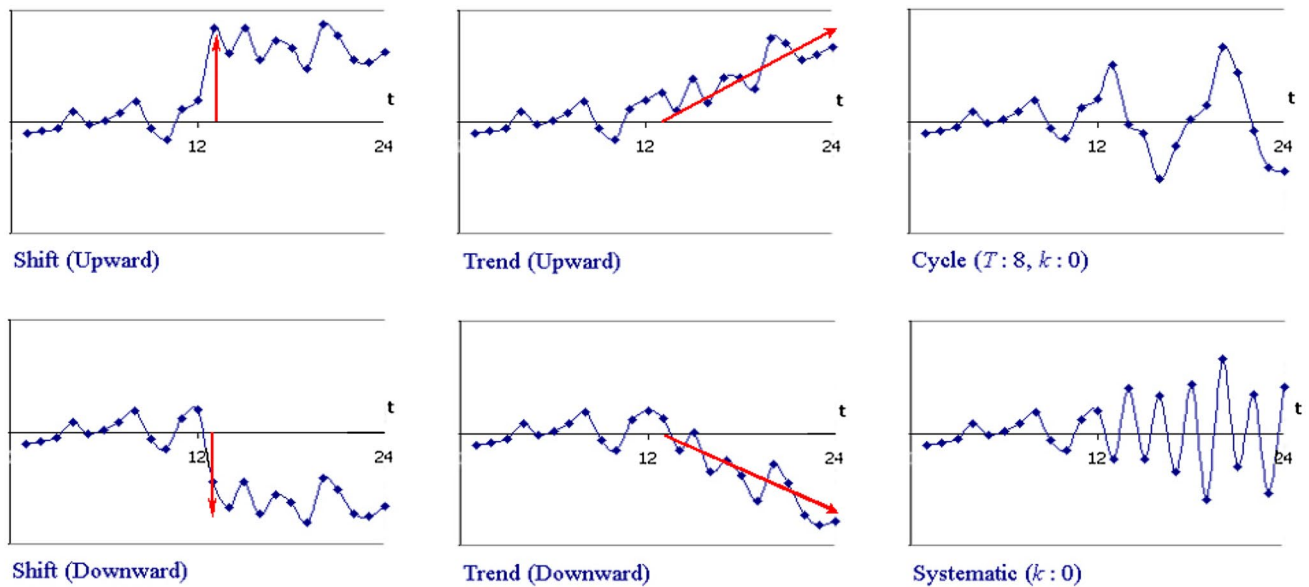 t
12
24
Shift (Upward)
t
12
24
Trend (Upward)
t
12
24
Cycle (T : 8, k : 0)
t
12
24
Shift (Downward)
t
12
24
Trend (Downward)
t
12
24
Systematic (k : 0)